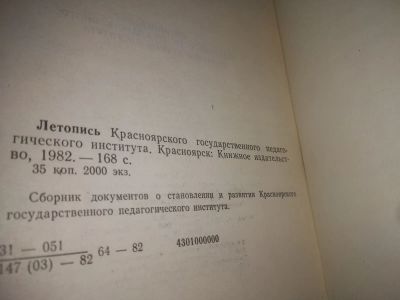 Летопись Красноярского государственного педаго-
гического института. Красноярск: Книжное издательст-
во, 1982. — 168 с.
35 коп. 2000 экз.
Сборник документов о становлении и развитии Красноярского
государственного педагогического института.
31 — 051
147 (03) — 82 64 — 82 4301000000